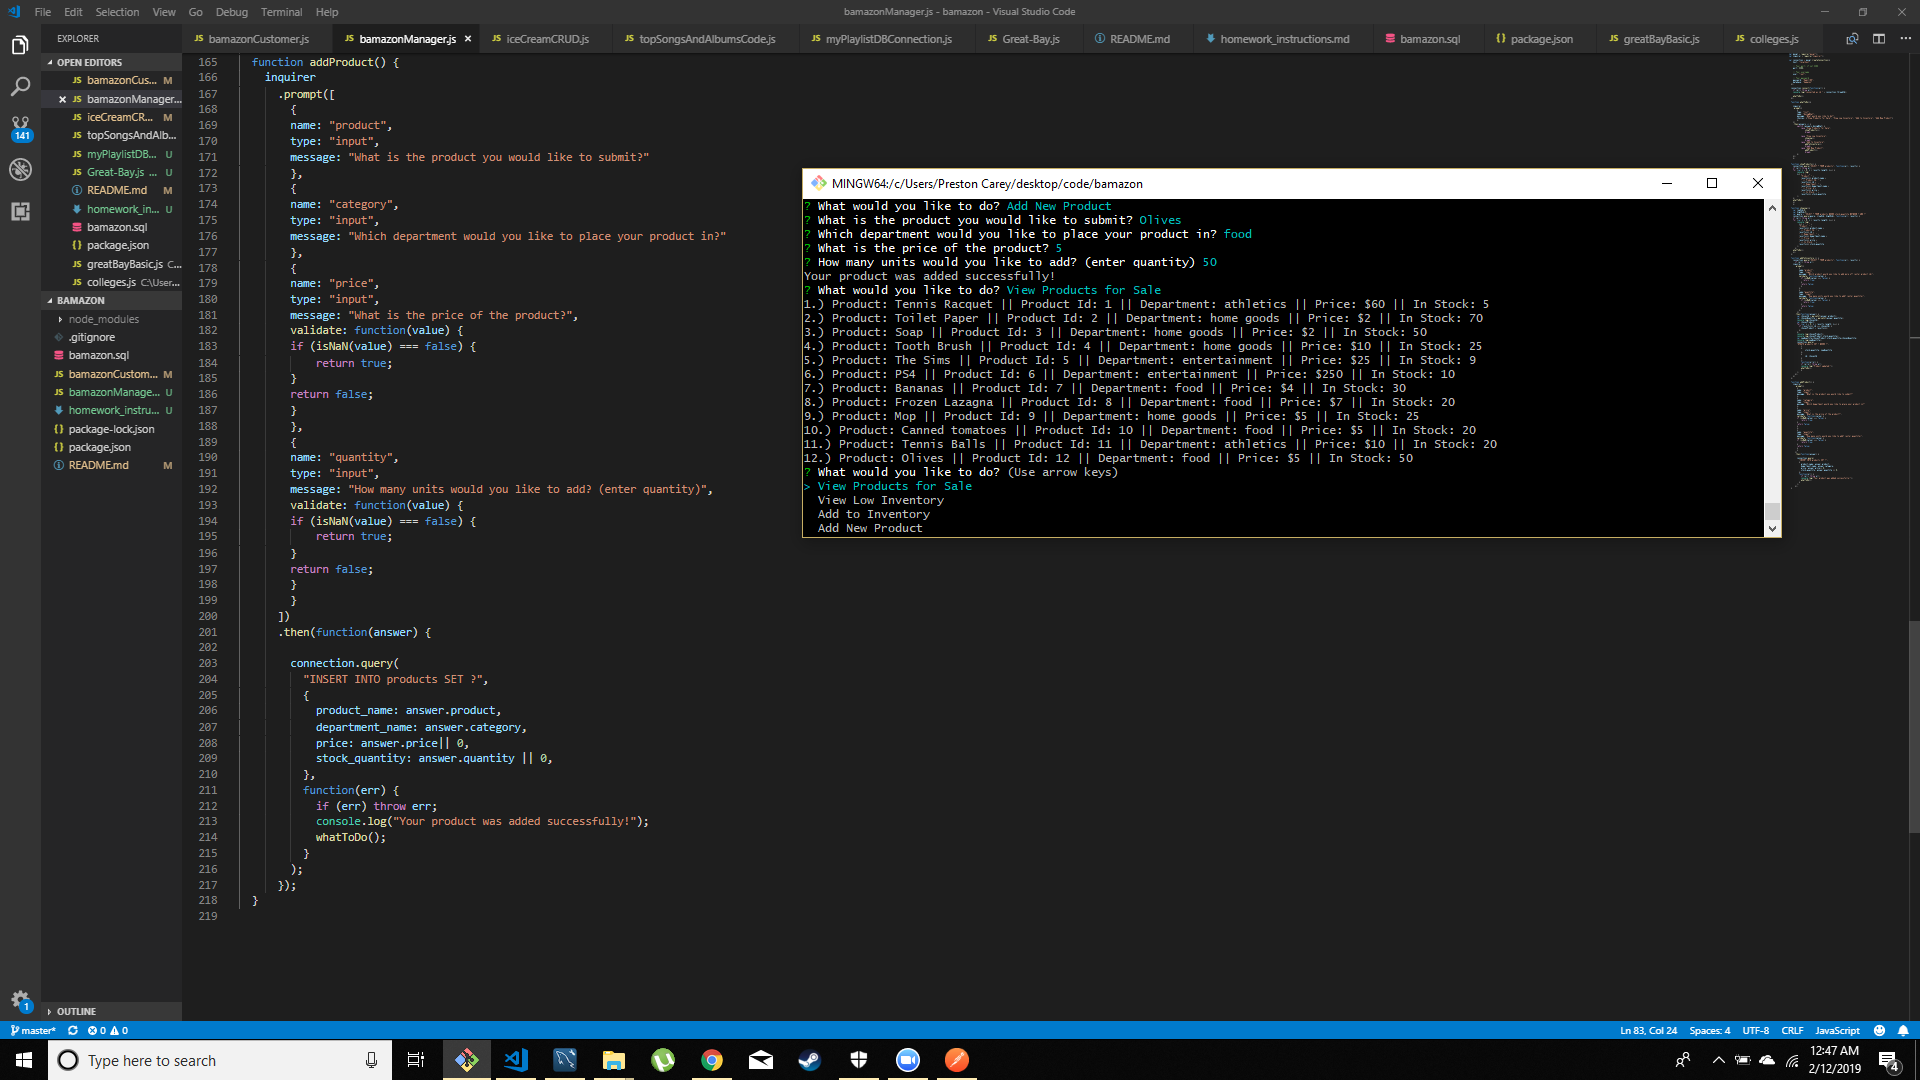 File Edit Selection View Go Debug Terminal Help
bamazonManager.js - bamazon - Visual Studio Code
EXPLORER
JS bamazonCustomer.js
JS bamazonManager.js ×
JS iceCreamCRUD.js
JS topSongsAndAlbumsCode.js
JS myPlaylistDBConnection.js
JS Great-Bay.js
README.md
homework_instructions.md
bamazon.sql
{} package.json
JS greatBayBasic.js
JS colleges.js
OPEN EDITORS
JS bamazonCus... M
× JS bamazonManager...
JS iceCreamCR... M
JS topSongsAndAlb...
JS myPlaylistDB... U
JS Great-Bay.js ... U
README.md M
homework_in... U
bamazon.sql
{} package.json
JS greatBayBasic.js C...
JS colleges.js C:\User...
BAMAZON
node_modules
.gitignore
bamazon.sql
JS bamazonCustom... M
JS bamazonManage... U
homework_instru... U
{} package-lock.json
{} package.json
README.md M
OUTLINE
141
1
165 function addProduct() {
166 inquirer
167 .prompt([
168 {
169 name: "product",
170 type: "input",
171 message: "What is the product you would like to submit?"
172 },
173 {
174 name: "category",
175 type: "input",
176 message: "Which department would you like to place your product in?"
177 },
178 {
179 name: "price",
180 type: "input",
181 message: "What is the price of the product?",
182 validate: function(value) {
183 if (isNaN(value) === false) {
184 return true;
185 }
186 return false;
187 }
188 },
189 {
190 name: "quantity",
191 type: "input",
192 message: "How many units would you like to add? (enter quantity)",
193 validate: function(value) {
194 if (isNaN(value) === false) {
195 return true;
196 }
197 return false;
198 }
199 }
200 ])
201 .then(function(answer) {
202
203 connection.query(
204 "INSERT INTO products SET ?",
205 {
206 product_name: answer.product,
207 department_name: answer.category,
208 price: answer.price|| 0,
209 stock_quantity: answer.quantity || 0,
210 },
211 function(err) {
212 if (err) throw err;
213 console.log("Your product was added successfully!");
214 whatToDo();
215 }
216 );
217 });
218 }
219
MINGW64:/c/Users/Preston Carey/desktop/code/bamazon
? What would you like to do? Add New Product
? What is the product you would like to submit? Olives
? Which department would you like to place your product in? food
? What is the price of the product? 5
? How many units would you like to add? (enter quantity) 50
Your product was added successfully!
? What would you like to do? View Products for Sale
1.) Product: Tennis Racquet || Product Id: 1 || Department: athletics || Price: $60 || In Stock: 5
2.) Product: Toilet Paper || Product Id: 2 || Department: home goods || Price: $2 || In Stock: 70
3.) Product: Soap || Product Id: 3 || Department: home goods || Price: $2 || In Stock: 50
4.) Product: Tooth Brush || Product Id: 4 || Department: home goods || Price: $10 || In Stock: 25
5.) Product: The Sims || Product Id: 5 || Department: entertainment || Price: $25 || In Stock: 9
6.) Product: PS4 || Product Id: 6 || Department: entertainment || Price: $250 || In Stock: 10
7.) Product: Bananas || Product Id: 7 || Department: food || Price: $4 || In Stock: 30
8.) Product: Frozen Lazagna || Product Id: 8 || Department: food || Price: $7 || In Stock: 20
9.) Product: Mop || Product Id: 9 || Department: home goods || Price: $5 || In Stock: 25
10.) Product: Canned tomatoes || Product Id: 10 || Department: food || Price: $5 || In Stock: 20
11.) Product: Tennis Balls || Product Id: 11 || Department: athletics || Price: $10 || In Stock: 20
12.) Product: Olives || Product Id: 12 || Department: food || Price: $5 || In Stock: 50
? What would you like to do? (Use arrow keys)
> View Products for Sale
View Low Inventory
Add to Inventory
Add New Product
master* 0 0
Ln 83, Col 24 Spaces: 4 UTF-8 CRLF JavaScript
Type here to search
12:47 AM
2/12/2019
4